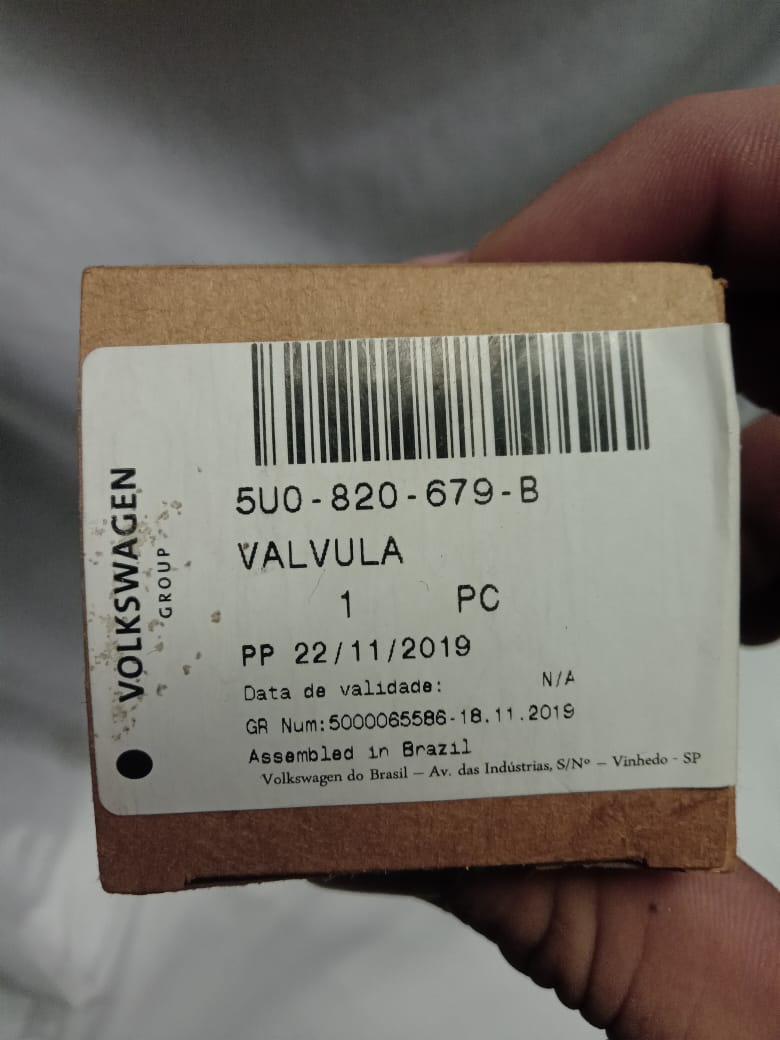 VOLKSWAGEN
GROUP
5U0-820-679-B
VALVULA
1 PC
PP 22/11/2019
Data de validade: N/A
GR Num:5000065586-18.11.2019
Assembled in Brazil
Volkswagen do Brasil – Av. das Indústrias, S/Nº – Vinhedo - SP